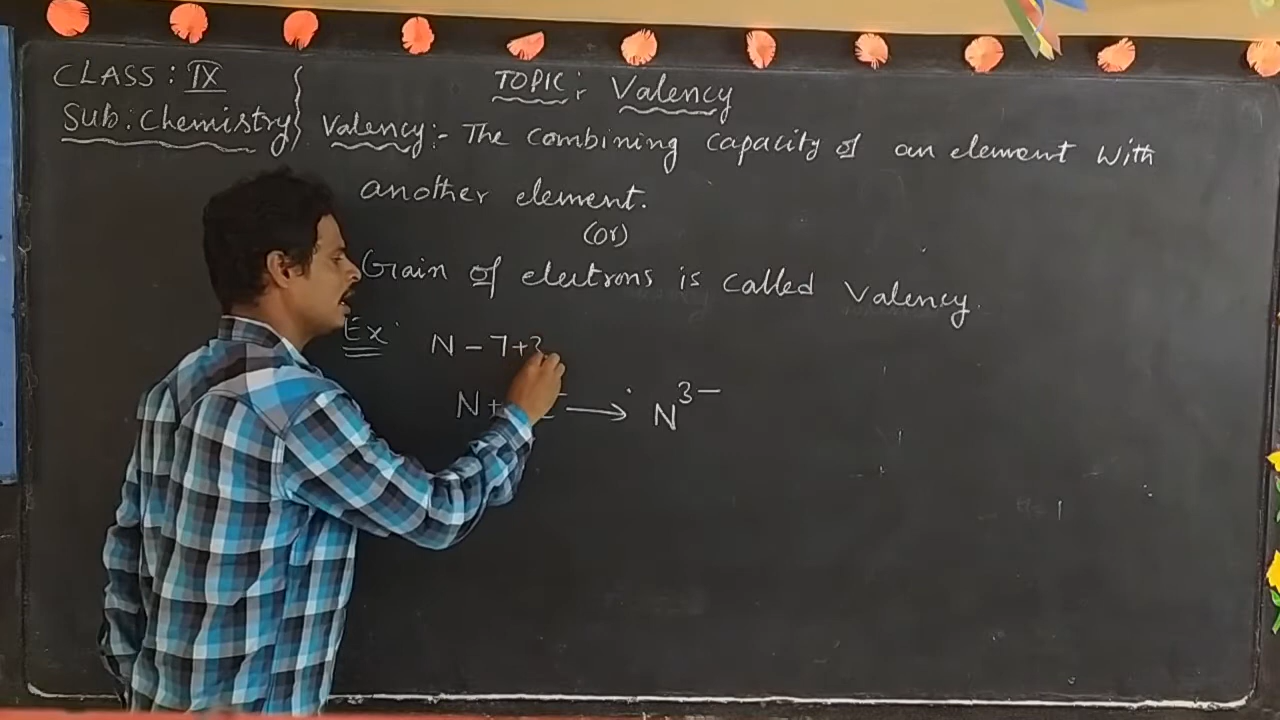 CLASS: IX
Sub: Chemistry
TOPIC: Valency
Valency:- The combining capacity of an element with
another element.
(or)
Gain of electrons is called Valency.
Ex:
N - 7+3
N+ → N³⁻